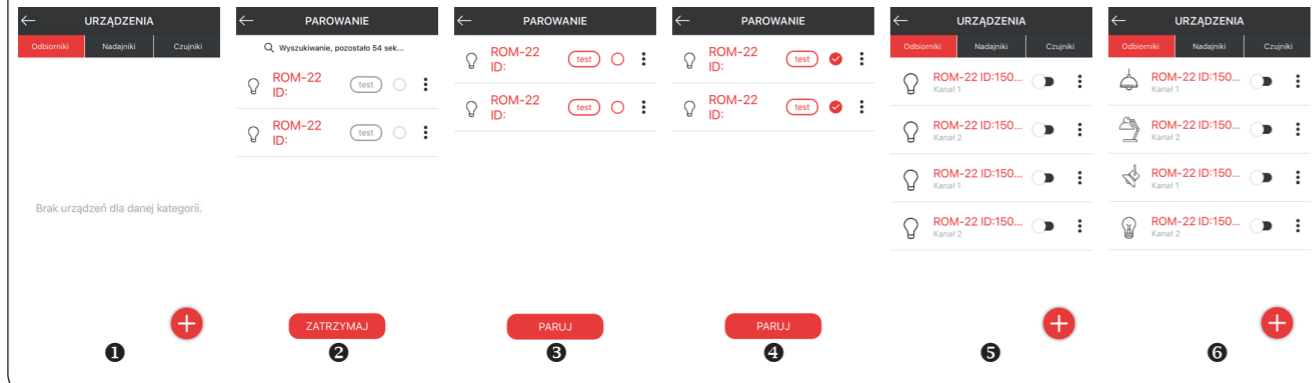 URZĄDZENIA
Odbiorniki Nadajniki Czujniki
Brak urządzeń dla danej kategorii.
+
❶
PAROWANIE
Wyszukiwanie, pozostało 54 sek...
ROM-22
ID:
test
ROM-22
ID:
test
ZATRZYMAJ
❷
PAROWANIE
ROM-22
ID:
test
ROM-22
ID:
test
PARUJ
❸
PAROWANIE
ROM-22
ID:
test
ROM-22
ID:
test
PARUJ
❹
URZĄDZENIA
Odbiorniki Nadajniki Czujniki
ROM-22 ID:150...
Kanał 1
ROM-22 ID:150...
Kanał 2
ROM-22 ID:150...
Kanał 1
ROM-22 ID:150...
Kanał 2
+
❺
URZĄDZENIA
Odbiorniki Nadajniki Czujniki
ROM-22 ID:150...
Kanał 1
ROM-22 ID:150...
Kanał 2
ROM-22 ID:150...
Kanał 1
ROM-22 ID:150...
Kanał 2
+
❻